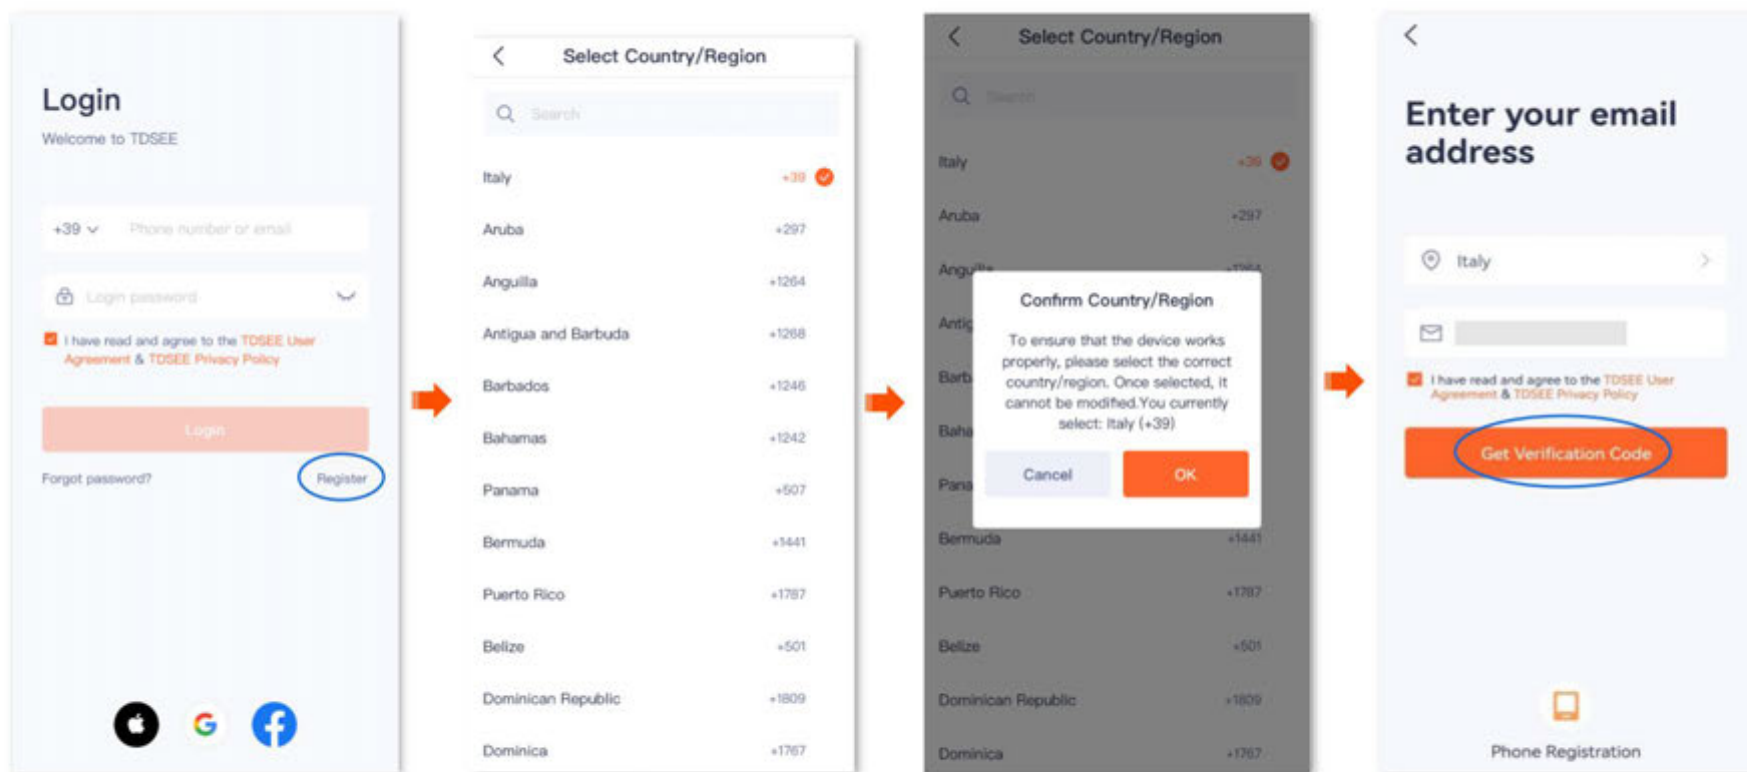 Login
Welcome to TDSEE
+39
Phone number or email
Login password
I have read and agree to the TDSEE User
Agreement & TDSEE Privacy Policy
Login
Forgot password?
Register
Select Country/Region
Search
Italy +39
Aruba +297
Anguilla +1264
Antigua and Barbuda +1268
Barbados +1246
Bahamas +1242
Panama +507
Bermuda +1441
Puerto Rico +1787
Belize +501
Dominican Republic +1809
Dominica +1767
Select Country/Region
Search
Italy +39
Aruba +297
Anguilla +1264
Antig
Barb
Baha
Pana
Confirm Country/Region
To ensure that the device works
properly, please select the correct
country/region. Once selected, it
cannot be modified.You currently
select: Italy (+39)
Cancel
OK
Bermuda +1441
Puerto Rico +1787
Belize +501
Dominican Republic +1809
Dominica +1767
Enter your email
address
Italy
I have read and agree to the TDSEE User
Agreement & TDSEE Privacy Policy
Get Verification Code
Phone Registration